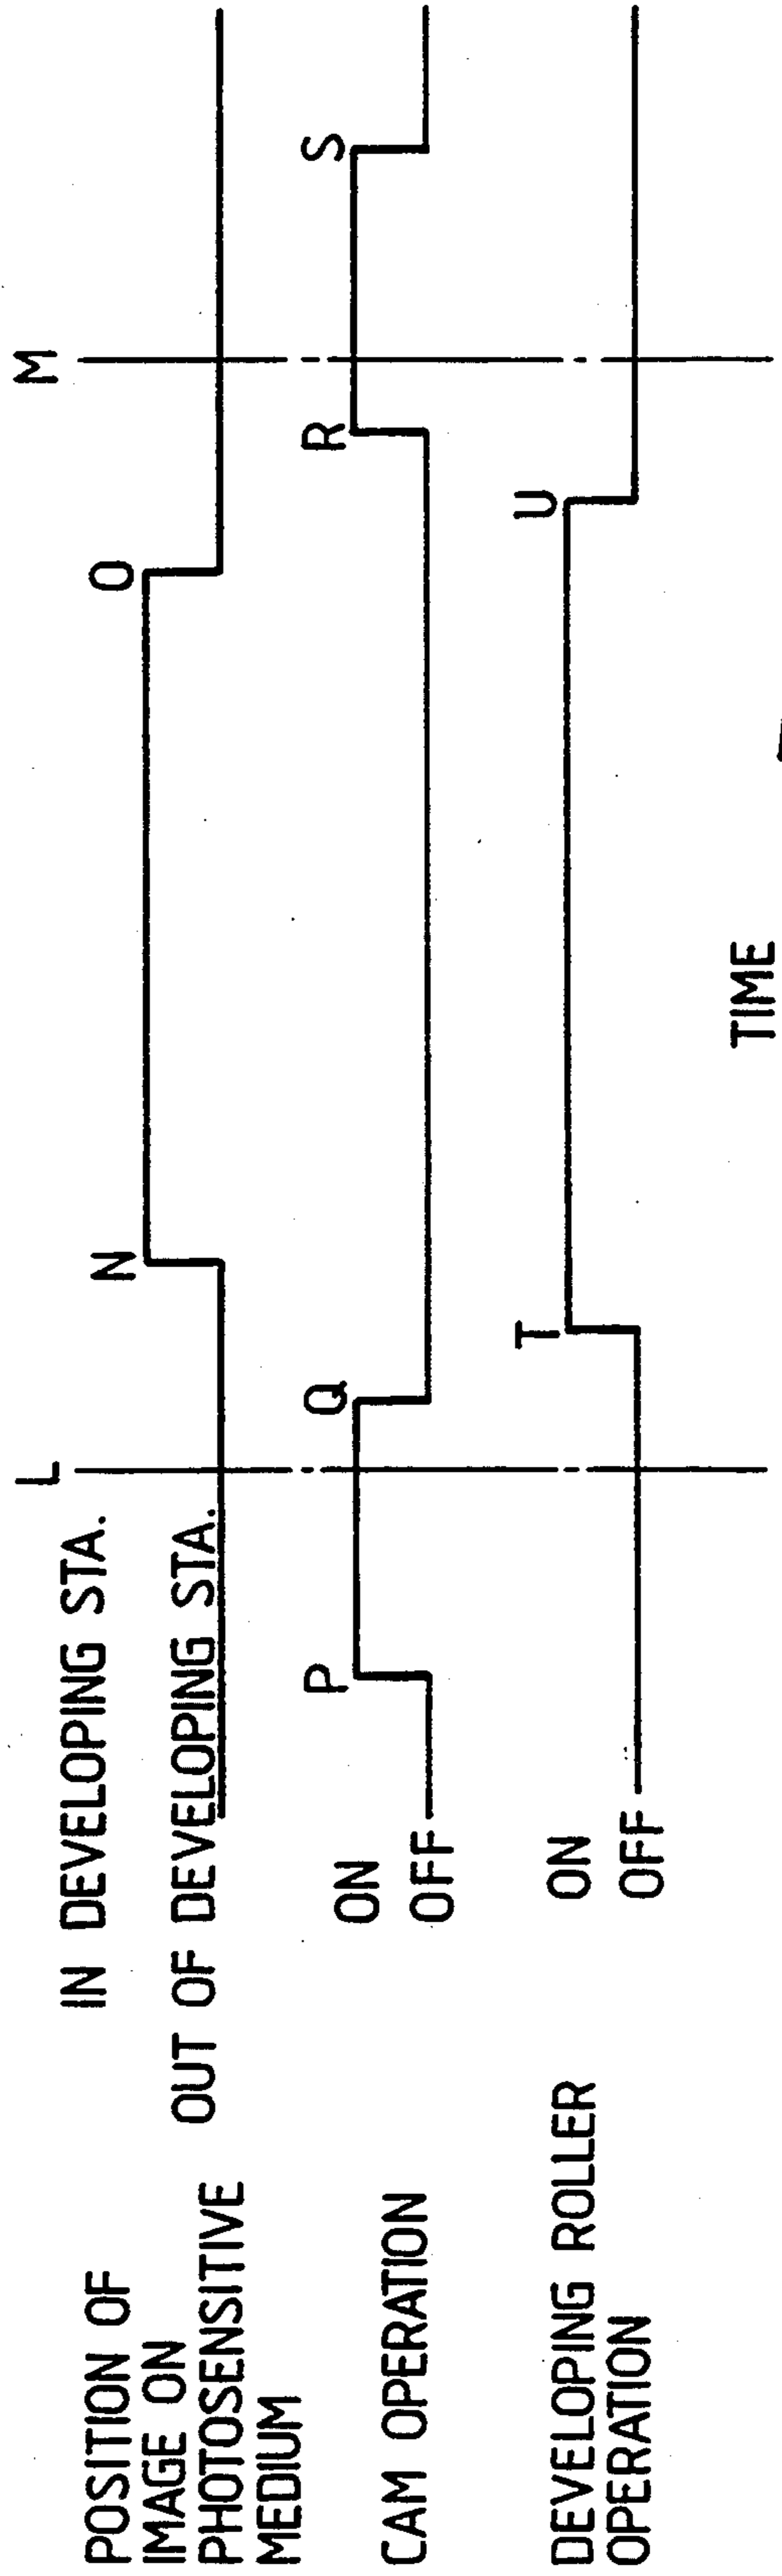 L
M
IN DEVELOPING STA.
POSITION OF
IMAGE ON
PHOTOSENSITIVE
MEDIUM
OUT OF DEVELOPING STA.
N
O
CAM OPERATION
ON
OFF
P
Q
R
S
DEVELOPING ROLLER
OPERATION
ON
OFF
T
U
TIME